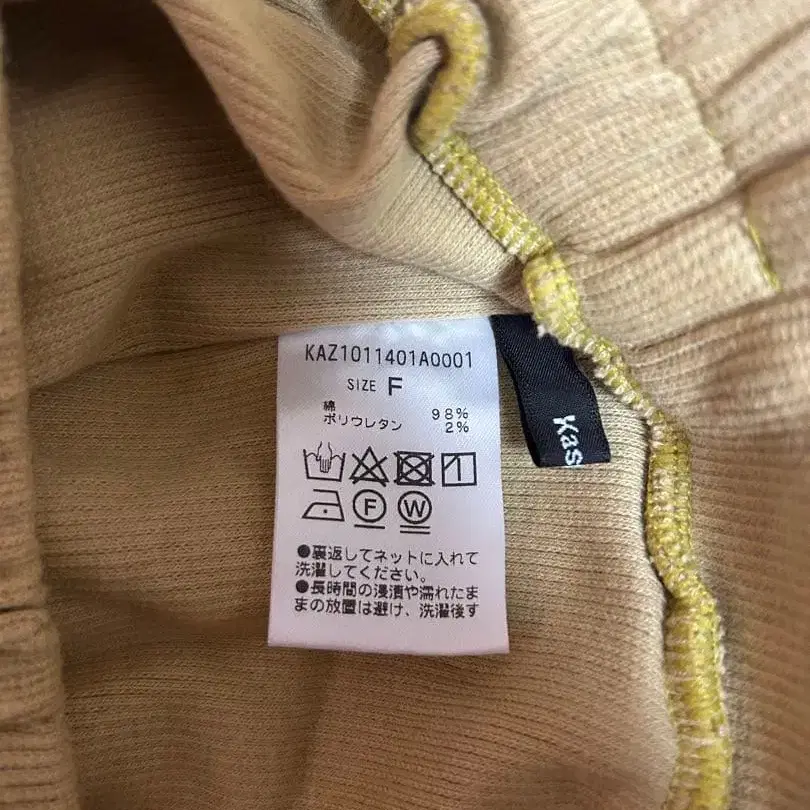 KAZ1011401A0001
SIZE F
綿 98%
ポリウレタン 2%
F W
●裏返してネットに入れて
洗濯してください。
●長時間の浸漬や濡れたま
まの放置は避け、洗濯後す
Kas